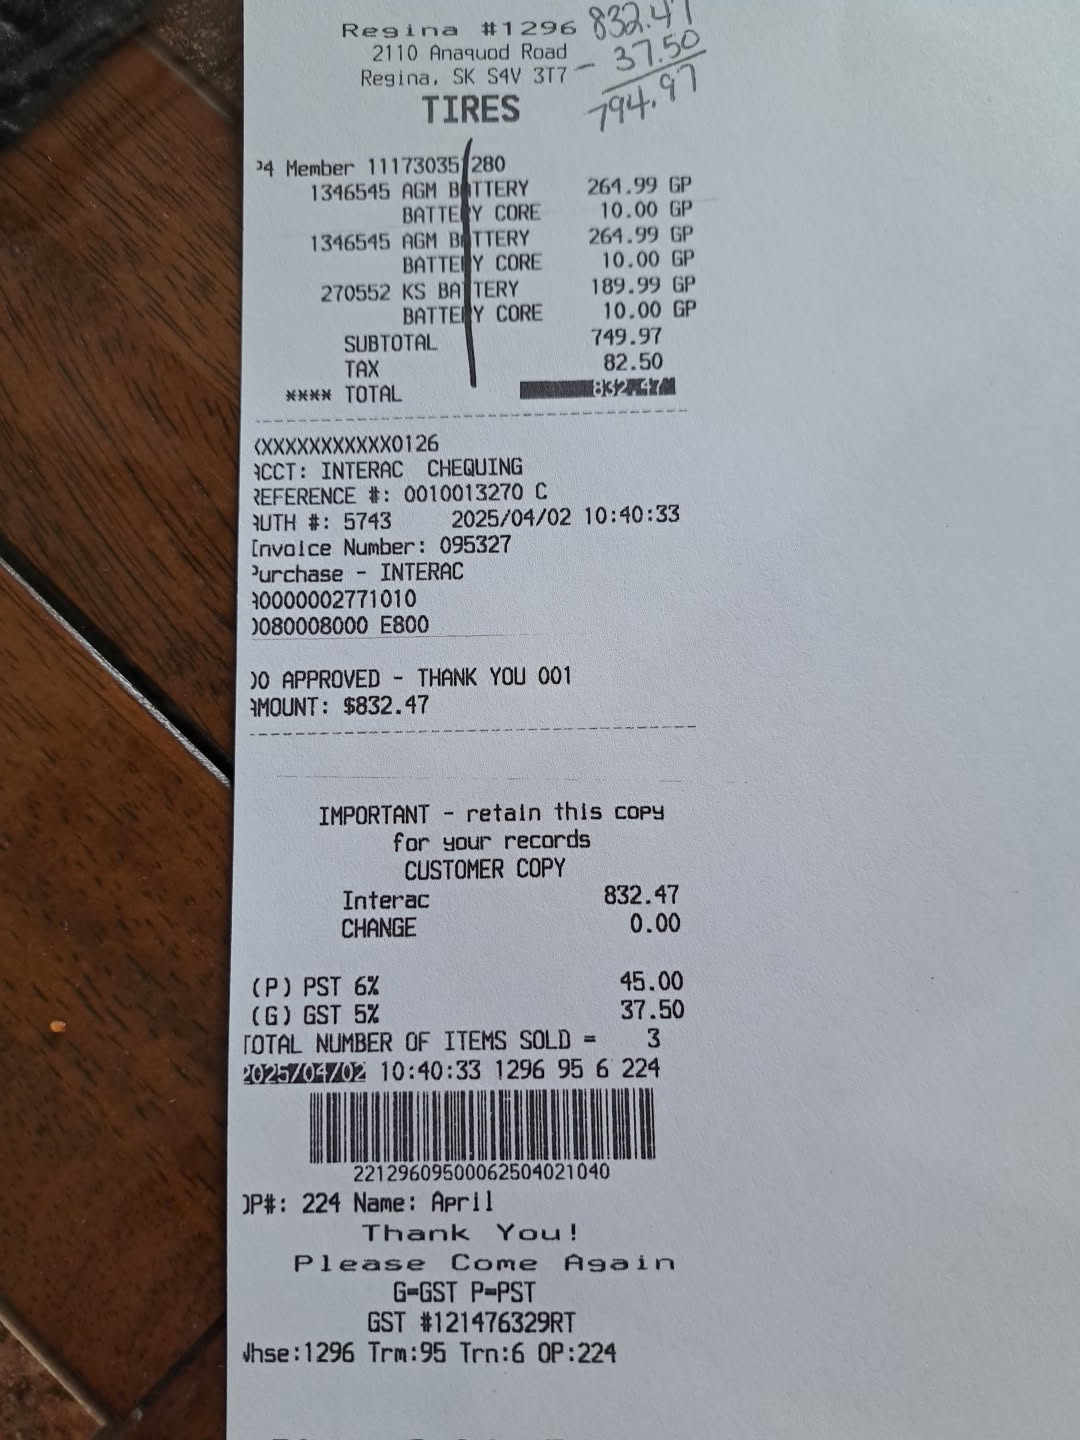 Regina #1296
2110 Anaquod Road
Regina, SK S4V 3T7
832.47
- 37.50
794.97
TIRES
4 Member 111730351280
1346545 AGM BATTERY 264.99 GP
BATTERY CORE 10.00 GP
1346545 AGM BATTERY 264.99 GP
BATTERY CORE 10.00 GP
270552 KS BATTERY 189.99 GP
BATTERY CORE 10.00 GP
SUBTOTAL 749.97
TAX 82.50
**** TOTAL 832.47
XXXXXXXXXXXX0126
ACCT: INTERAC CHEQUING
REFERENCE #: 0010013270 C
AUTH #: 5743 2025/04/02 10:40:33
Invoice Number: 095327
Purchase - INTERAC
A0000002771010
0080008000 E800
00 APPROVED - THANK YOU 001
AMOUNT: $832.47
IMPORTANT - retain this copy
for your records
CUSTOMER COPY
Interac 832.47
CHANGE 0.00
(P) PST 6% 45.00
(G) GST 5% 37.50
TOTAL NUMBER OF ITEMS SOLD = 3
2025/04/02 10:40:33 1296 95 6 224
22129609500062504021040
OP#: 224 Name: April
Thank You!
Please Come Again
G=GST P=PST
GST #121476329RT
Whse:1296 Trm:95 Trn:6 OP:224